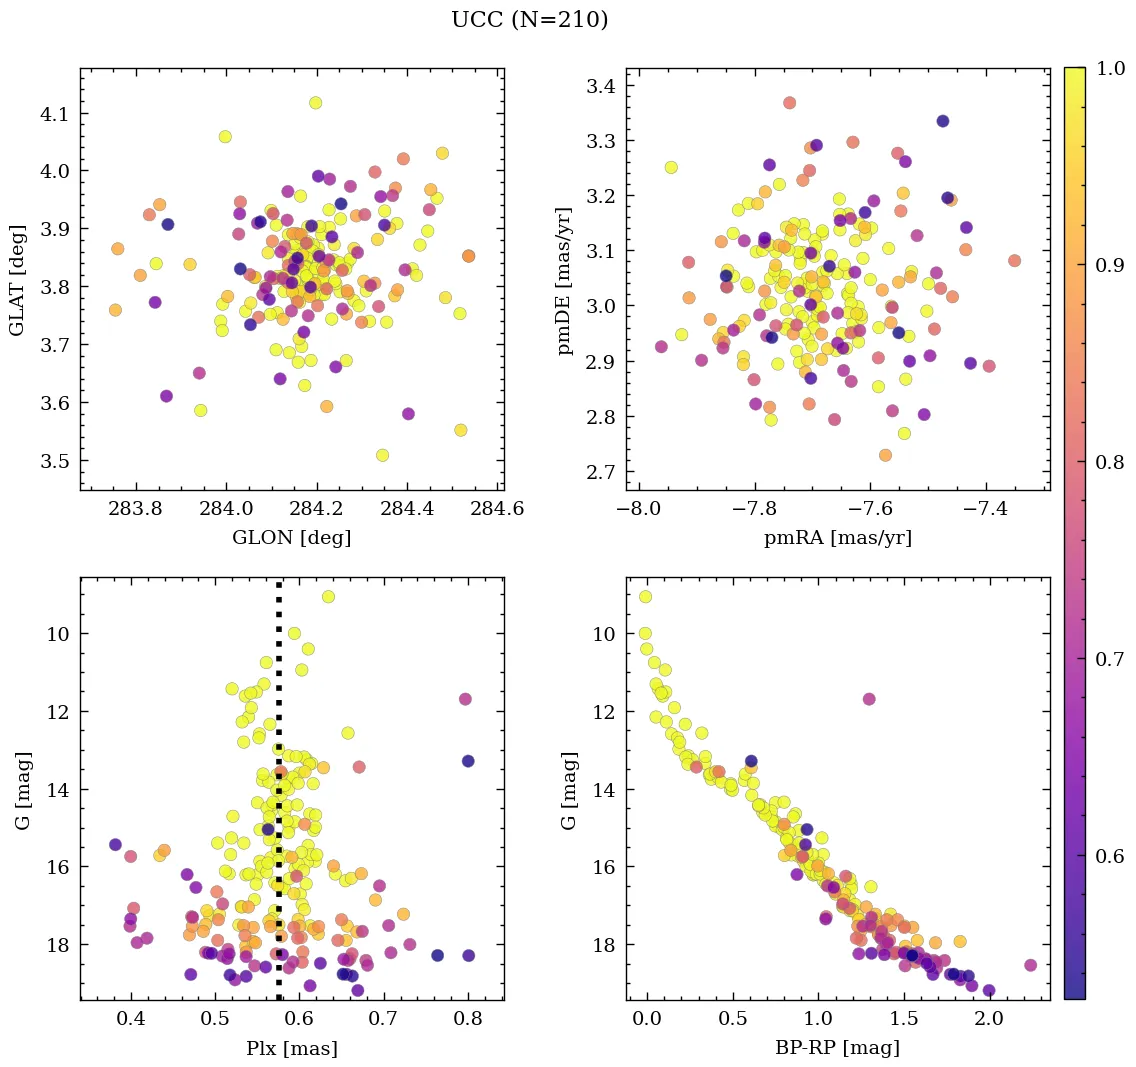 UCC (N=210)
4.1
4.0
3.9
3.8
3.7
3.6
3.5
GLAT [deg]
283.8 284.0 284.2 284.4 284.6
GLON [deg]
3.4
3.3
3.2
3.1
3.0
2.9
2.8
2.7
pmDE [mas/yr]
−8.0 −7.8 −7.6 −7.4
pmRA [mas/yr]
1.0
0.9
0.8
0.7
0.6
10
12
14
16
18
G [mag]
0.4 0.5 0.6 0.7 0.8
Plx [mas]
10
12
14
16
18
G [mag]
0.0 0.5 1.0 1.5 2.0
BP-RP [mag]